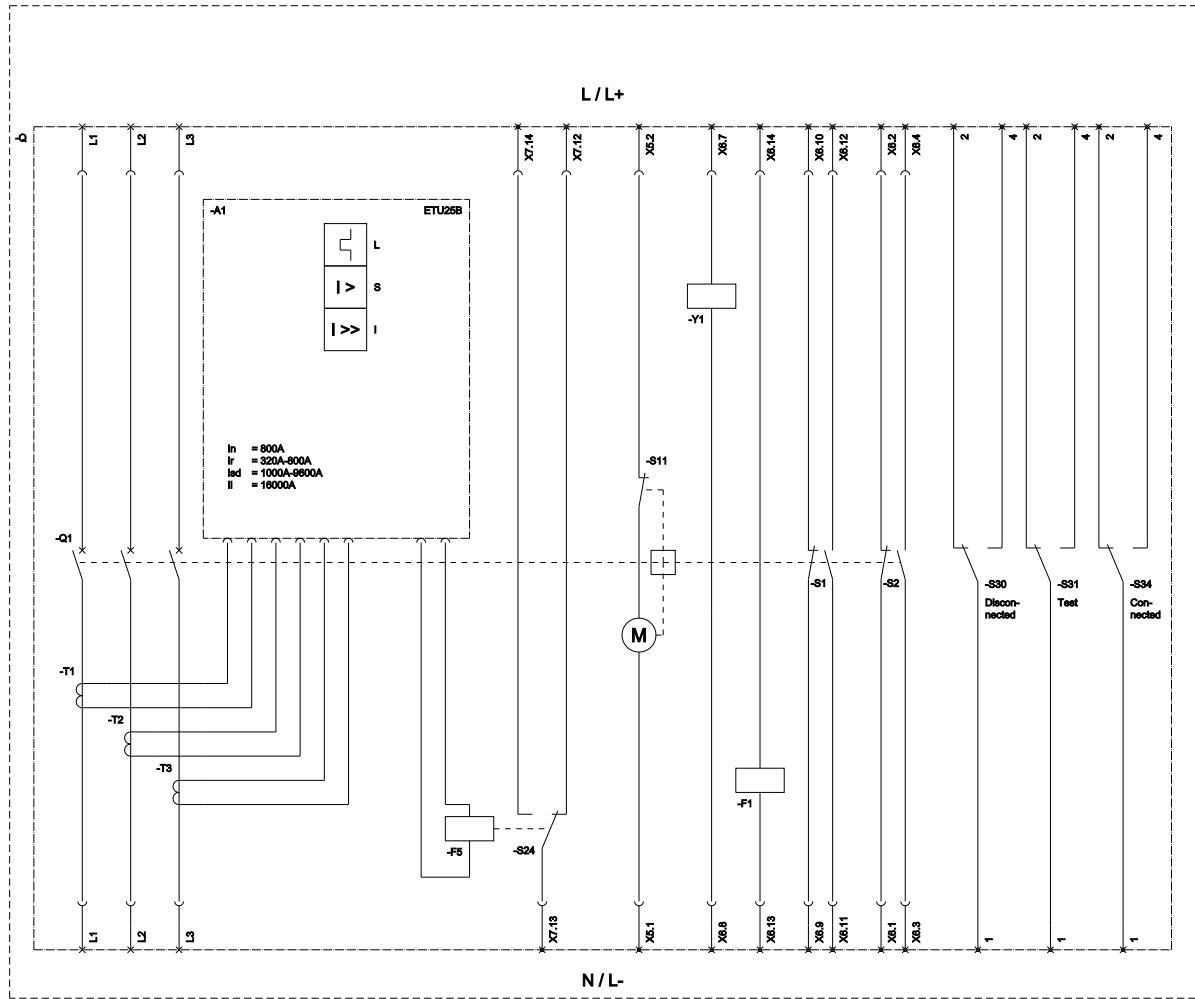 L / L+
-Q
L1
L2
L3
X7.14
X7.12
X5.2
X6.7
X6.14
X6.10
X6.12
X6.2
X6.4
2
4
2
4
2
4
-A1
ETU25B
L
I >
S
I >>
I
-Y1
In = 800A
Ir = 320A-800A
Isd = 1000A-9600A
Ii = 16000A
-S11
-Q1
-S1
-S2
-S30
Discon-
nected
-S31
Test
-S34
Con-
nected
M
-T1
-T2
-T3
-F1
-F5
-S24
L1
L2
L3
X7.13
X5.1
X6.8
X6.13
X6.9
X6.11
X6.1
X6.3
1
1
1
N / L-